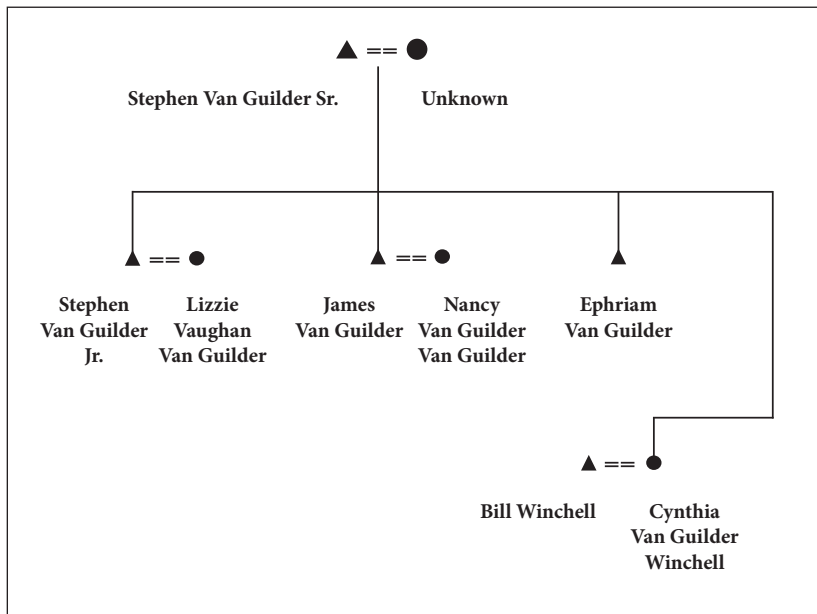 Stephen Van Guilder Sr.
Unknown
Stephen
Van Guilder
Jr.
Lizzie
Vaughan
Van Guilder
James
Van Guilder
Nancy
Van Guilder
Van Guilder
Ephriam
Van Guilder
Bill Winchell
Cynthia
Van Guilder
Winchell